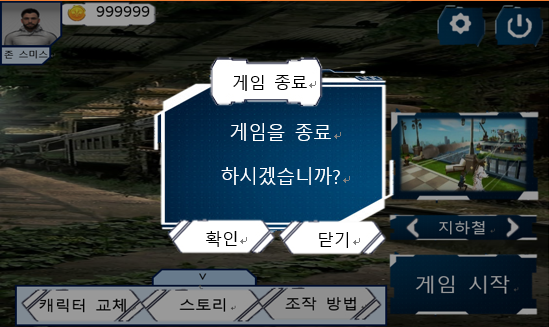 999999
존 스미스
게임 종료
게임을 종료
하시겠습니까?
확인
닫기
지하철
게임 시작
캐릭터 교체
스토리
조작 방법